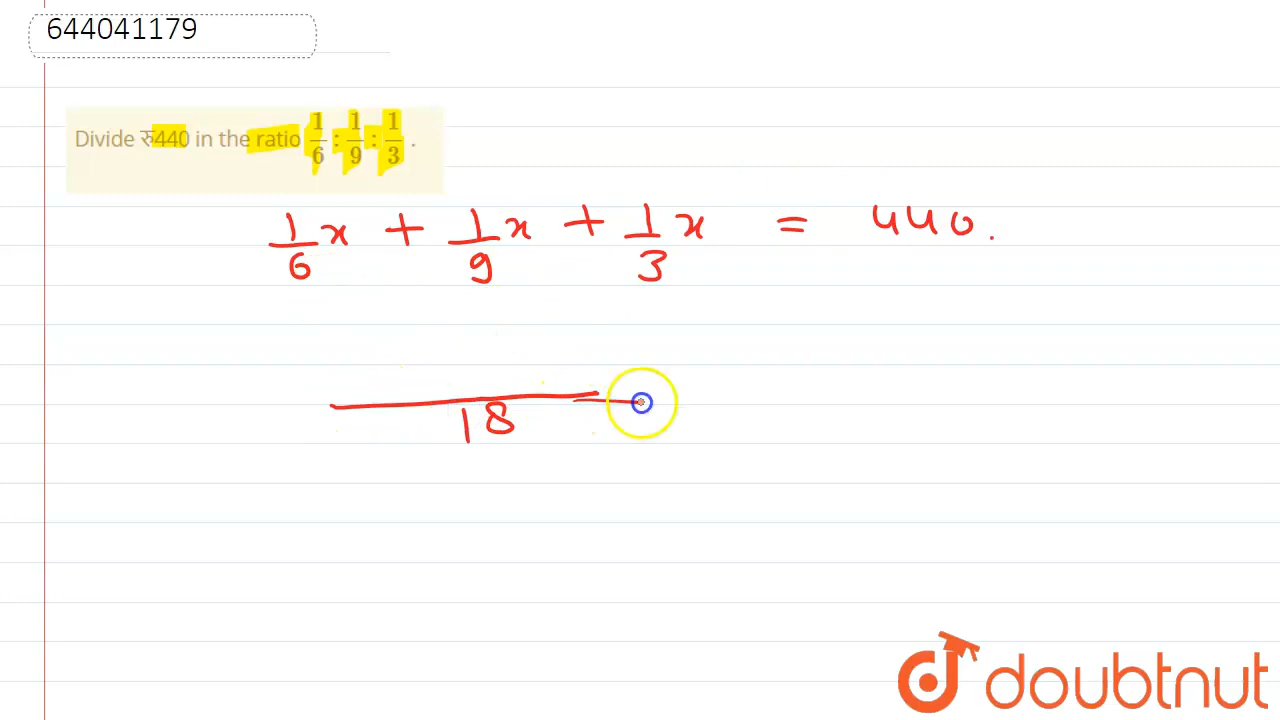 644041179
Divide रु440 in the ratio 1/6 : 1/9 : 1/3 .
1/6 x + 1/9 x + 1/3 x = 440.
18
doubtnut